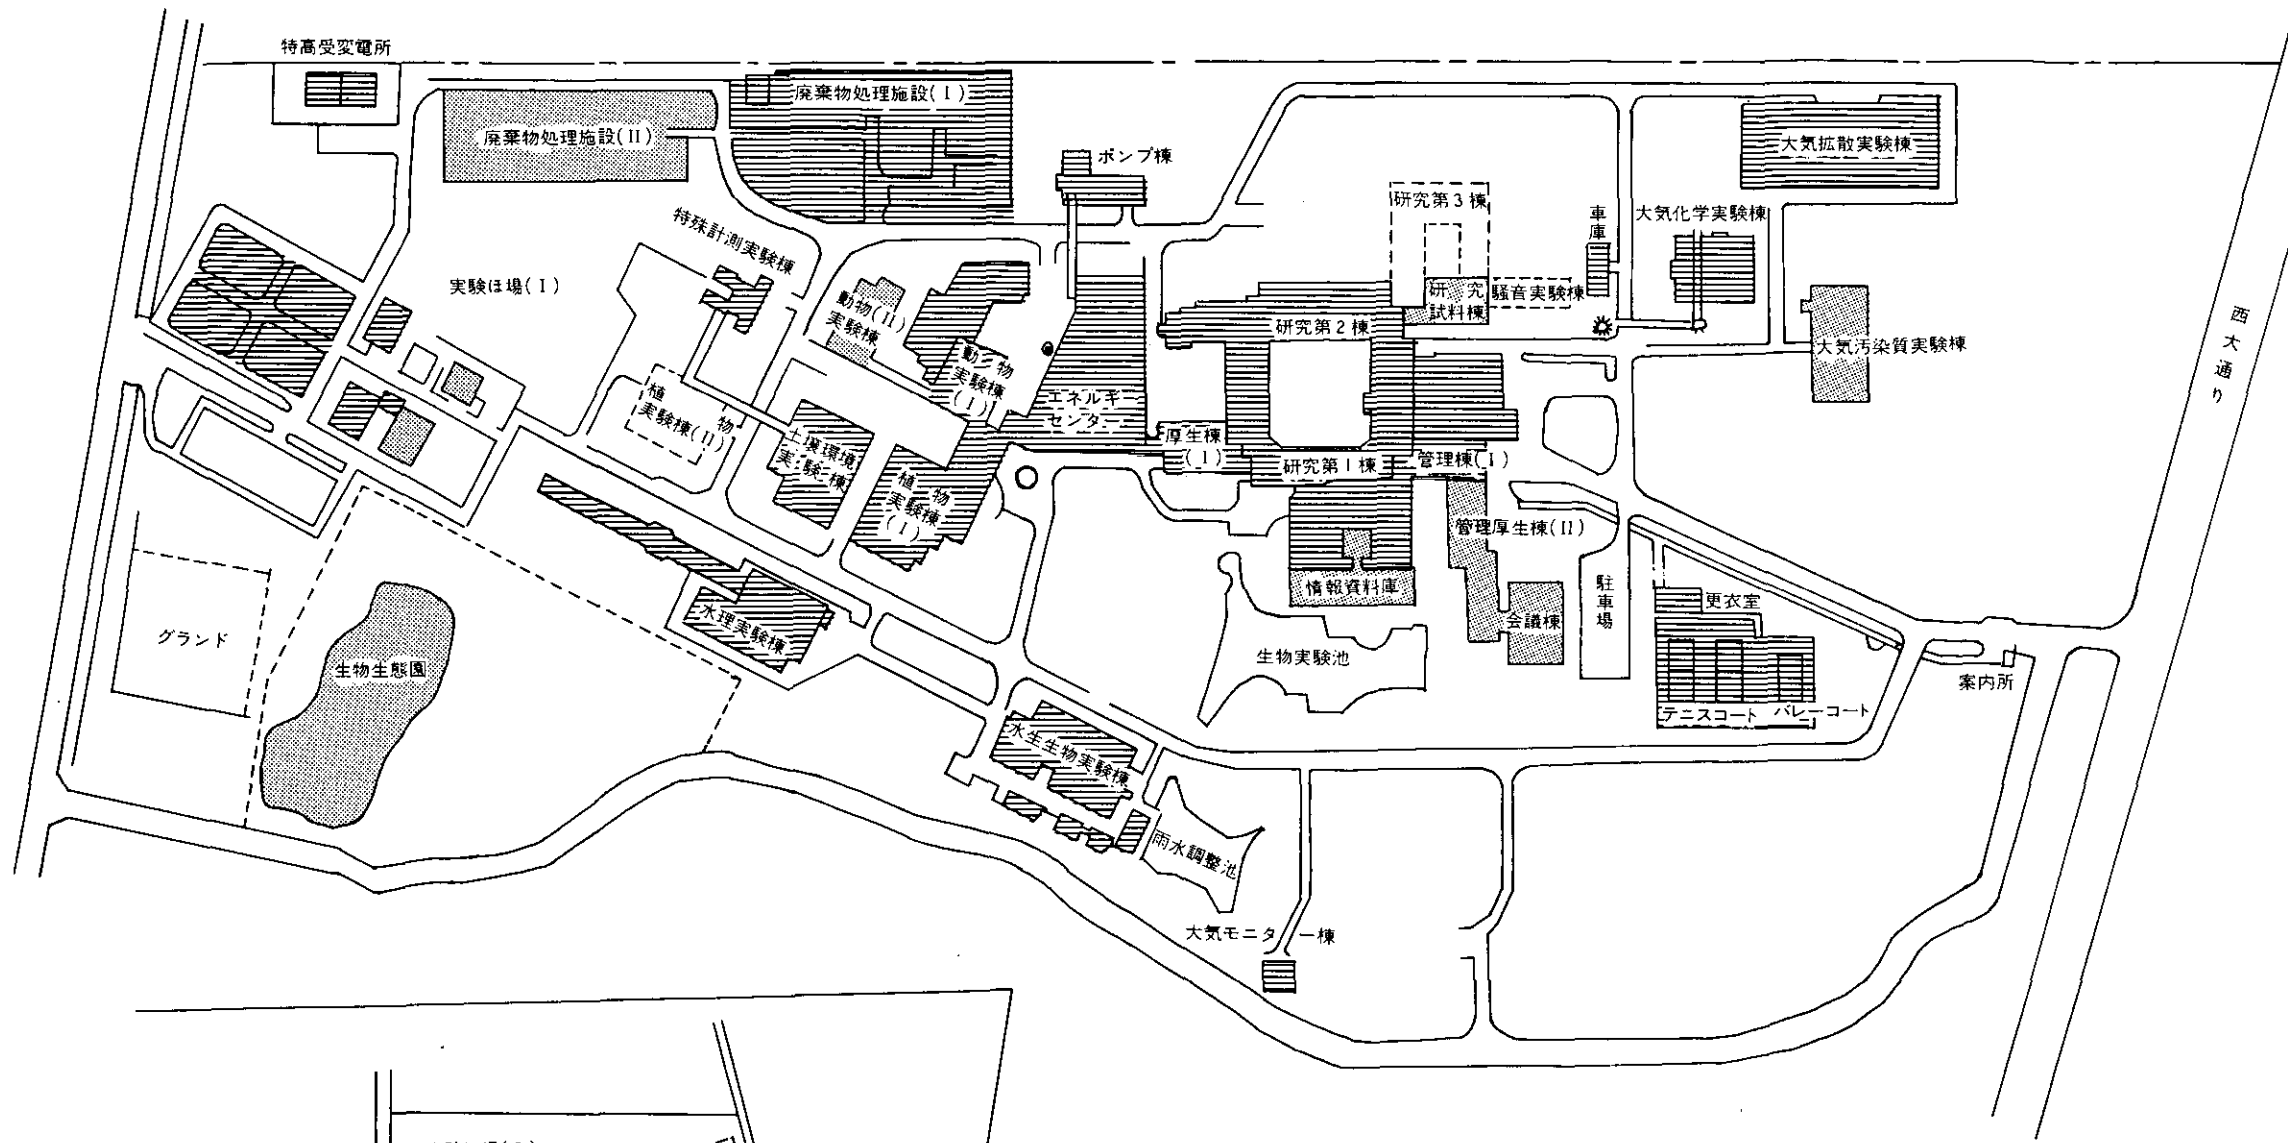 特高受変電所
廃棄物処理施設(Ⅰ)
廃棄物処理施設(II)
ポンプ棟
大気拡散実験棟
研究第3棟
車庫
大気化学実験棟
特殊計測実験棟
実験ほ場(Ⅰ)
動物(II)
実験棟
研究
試料棟
騒音実験棟
研究第2棟
西大通り
大気汚染質実験棟
動物
実験棟
(Ⅰ)
植物
実験棟(II)
エネルギー
センター
土壌環境
実験棟
厚生棟
(Ⅰ)
研究第1棟
管理棟(Ⅰ)
植物
実験棟
(Ⅰ)
管理厚生棟(II)
情報資料庫
駐車場
更衣室
水理実験棟
会議棟
グランド
生物生態園
生物実験池
案内所
テニスコート
バレーコート
水生生物実験棟
雨水調整池
大気モニター棟